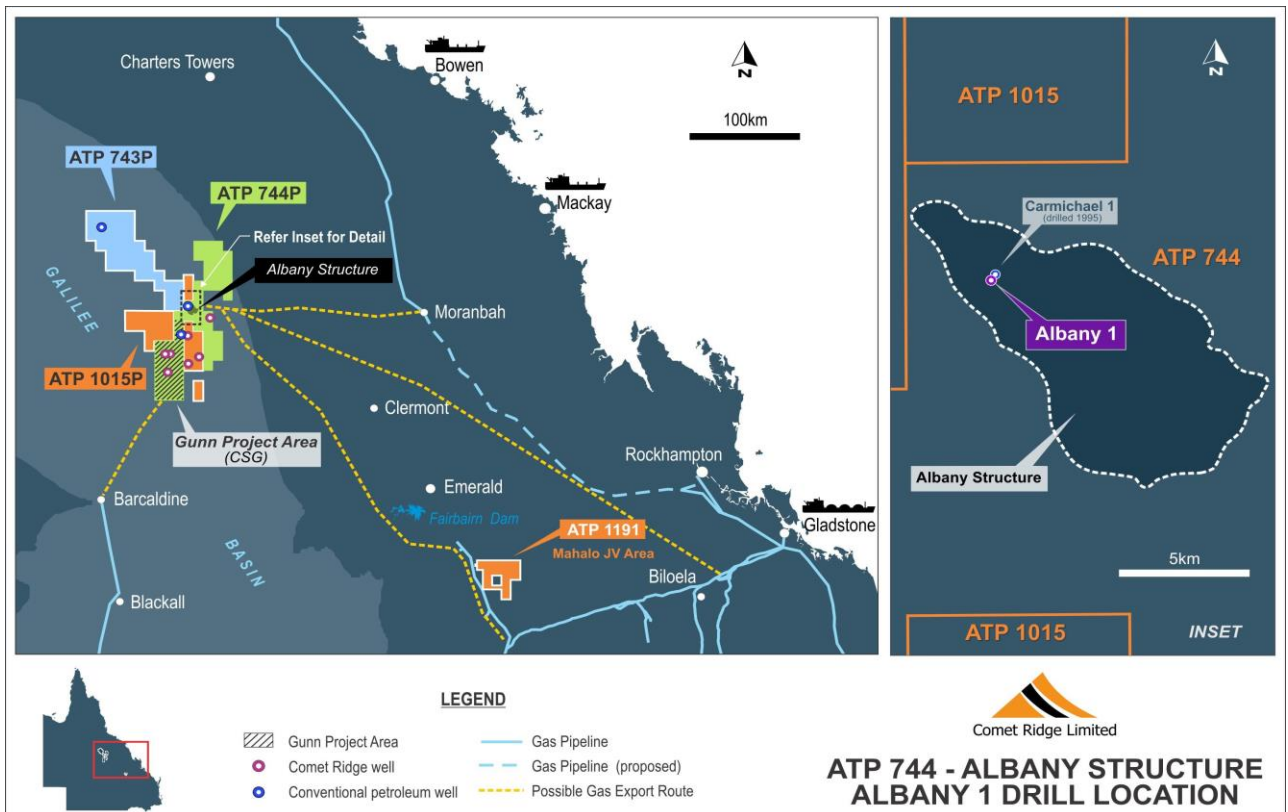 Charters Towers
Bowen
N
100km
ATP 743P
ATP 744P
Refer Inset for Detail
Albany Structure
Mackay
GALILEE
Moranbah
ATP 1015P
Clermont
Gunn Project Area
(CSG)
Rockhampton
Barcaldine
Emerald
Fairbairn Dam
Gladstone
ATP 1191
Mahalo JV Area
BASIN
Biloela
Blackall
N
ATP 1015
Carmichael 1
(drilled 1995)
ATP 744
Albany 1
Albany Structure
5km
ATP 1015
INSET
LEGEND
Gunn Project Area
Comet Ridge well
Conventional petroleum well
Gas Pipeline
Gas Pipeline (proposed)
Possible Gas Export Route
Comet Ridge Limited
ATP 744 - ALBANY STRUCTURE
ALBANY 1 DRILL LOCATION